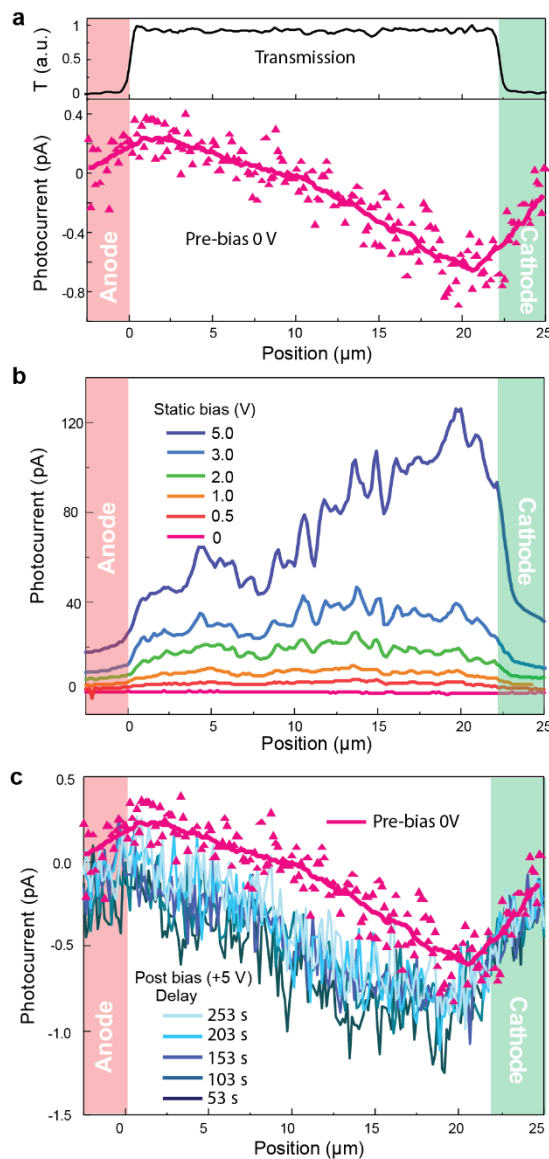 a
T (a.u.)
1
0
Transmission
Photocurrent (pA)
0.4
0
-0.4
-0.8
Pre-bias 0 V
Anode
Cathode
0 5 10 15 20 25
Position (µm)
b
Photocurrent (pA)
120
80
40
0
Static bias (V)
5.0
3.0
2.0
1.0
0.5
0
Anode
Cathode
0 5 10 15 20 25
Position (µm)
c
Photocurrent (pA)
0.5
0.0
-0.5
-1.0
-1.5
Pre-bias 0V
Post bias (+5 V)
Delay
253 s
203 s
153 s
103 s
53 s
Anode
Cathode
0 5 10 15 20 25
Position (µm)